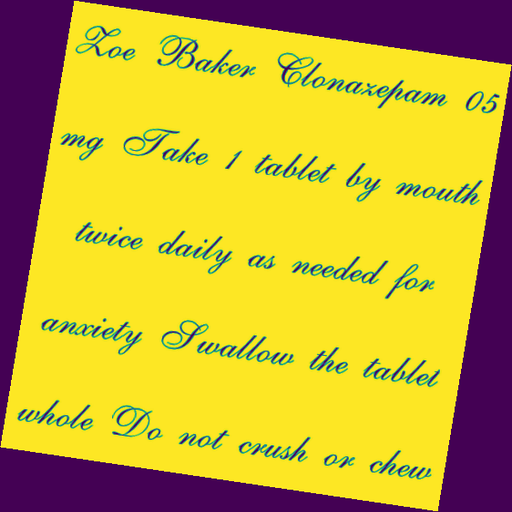 Zoe Baker Clonazepam 05
mg Take 1 tablet by mouth
twice daily as needed for
anxiety Swallow the tablet
whole Do not crush or chew